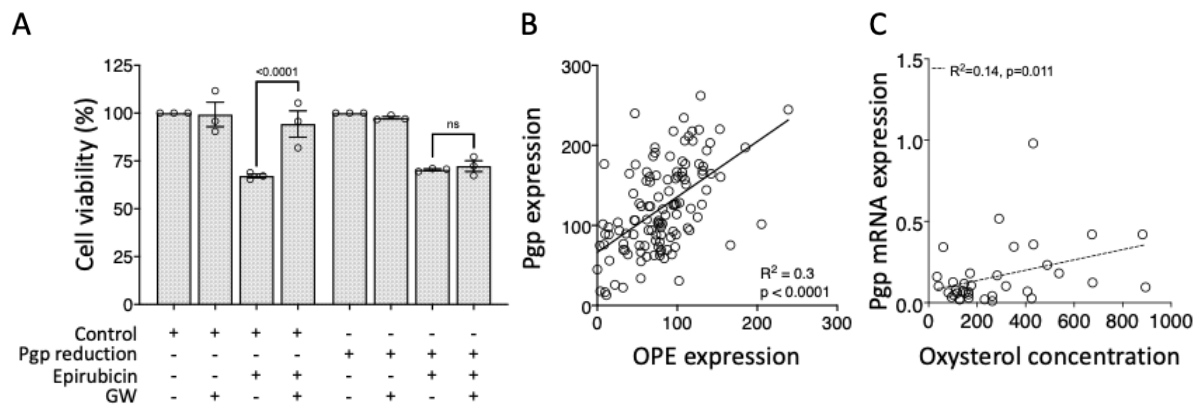 A
Cell viability (%)
125
100
75
50
25
0
<0.0001
ns
Control + + + + - - - -
Pgp reduction - - - - + + + +
Epirubicin - - + + - - + +
GW - + - + - + - +
B
Pgp expression
300
200
100
0
R² = 0.3
p < 0.0001
0 100 200 300
OPE expression
C
Pgp mRNA expression
1.5
1.0
0.5
0.0
R²=0.14, p=0.011
0 200 400 600 800 1000
Oxysterol concentration